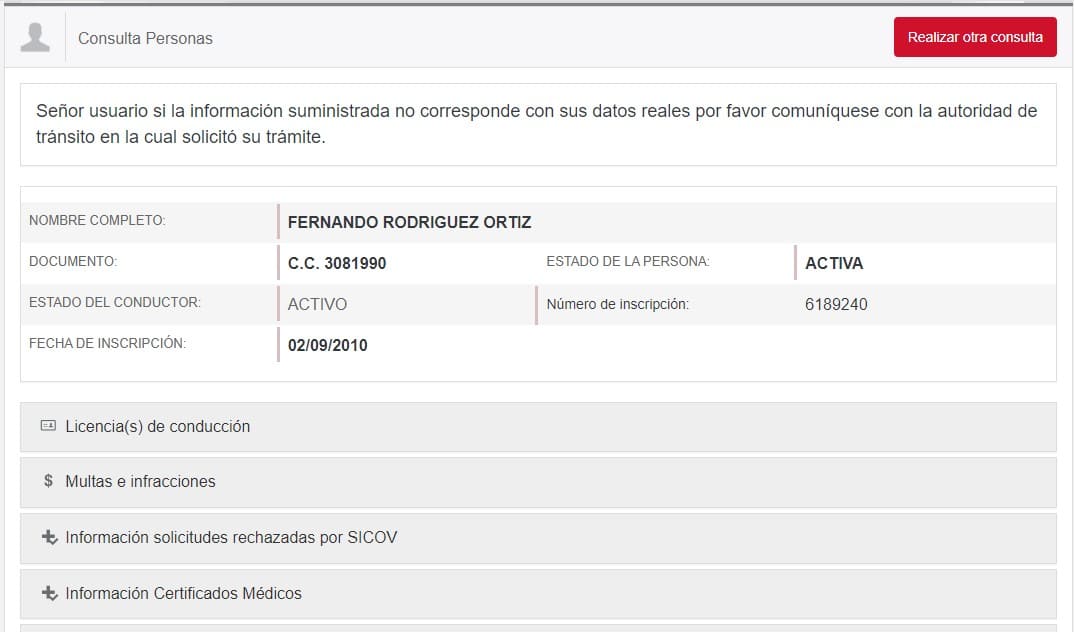 Consulta Personas
Realizar otra consulta
Señor usuario si la información suministrada no corresponde con sus datos reales por favor comuníquese con la autoridad de
tránsito en la cual solicitó su trámite.
NOMBRE COMPLETO: FERNANDO RODRIGUEZ ORTIZ
DOCUMENTO: C.C. 3081990 ESTADO DE LA PERSONA: ACTIVA
ESTADO DEL CONDUCTOR: ACTIVO Número de inscripción: 6189240
FECHA DE INSCRIPCIÓN: 02/09/2010
Licencia(s) de conducción
$ Multas e infracciones
Información solicitudes rechazadas por SICOV
Información Certificados Médicos